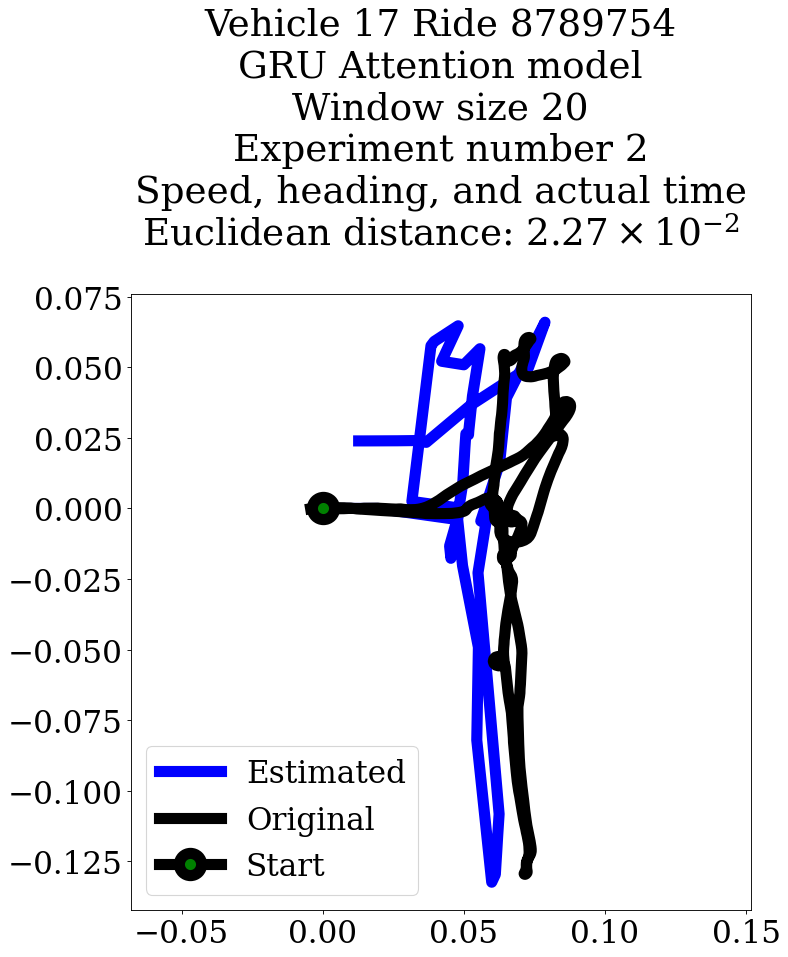 Vehicle 17 Ride 8789754
GRU Attention model
Window size 20
Experiment number 2
Speed, heading, and actual time
Euclidean distance: 2.27 × 10⁻²
0.075
0.050
0.025
0.000
−0.025
−0.050
−0.075
−0.100
−0.125
Estimated
Original
Start
−0.05
0.00
0.05
0.10
0.15